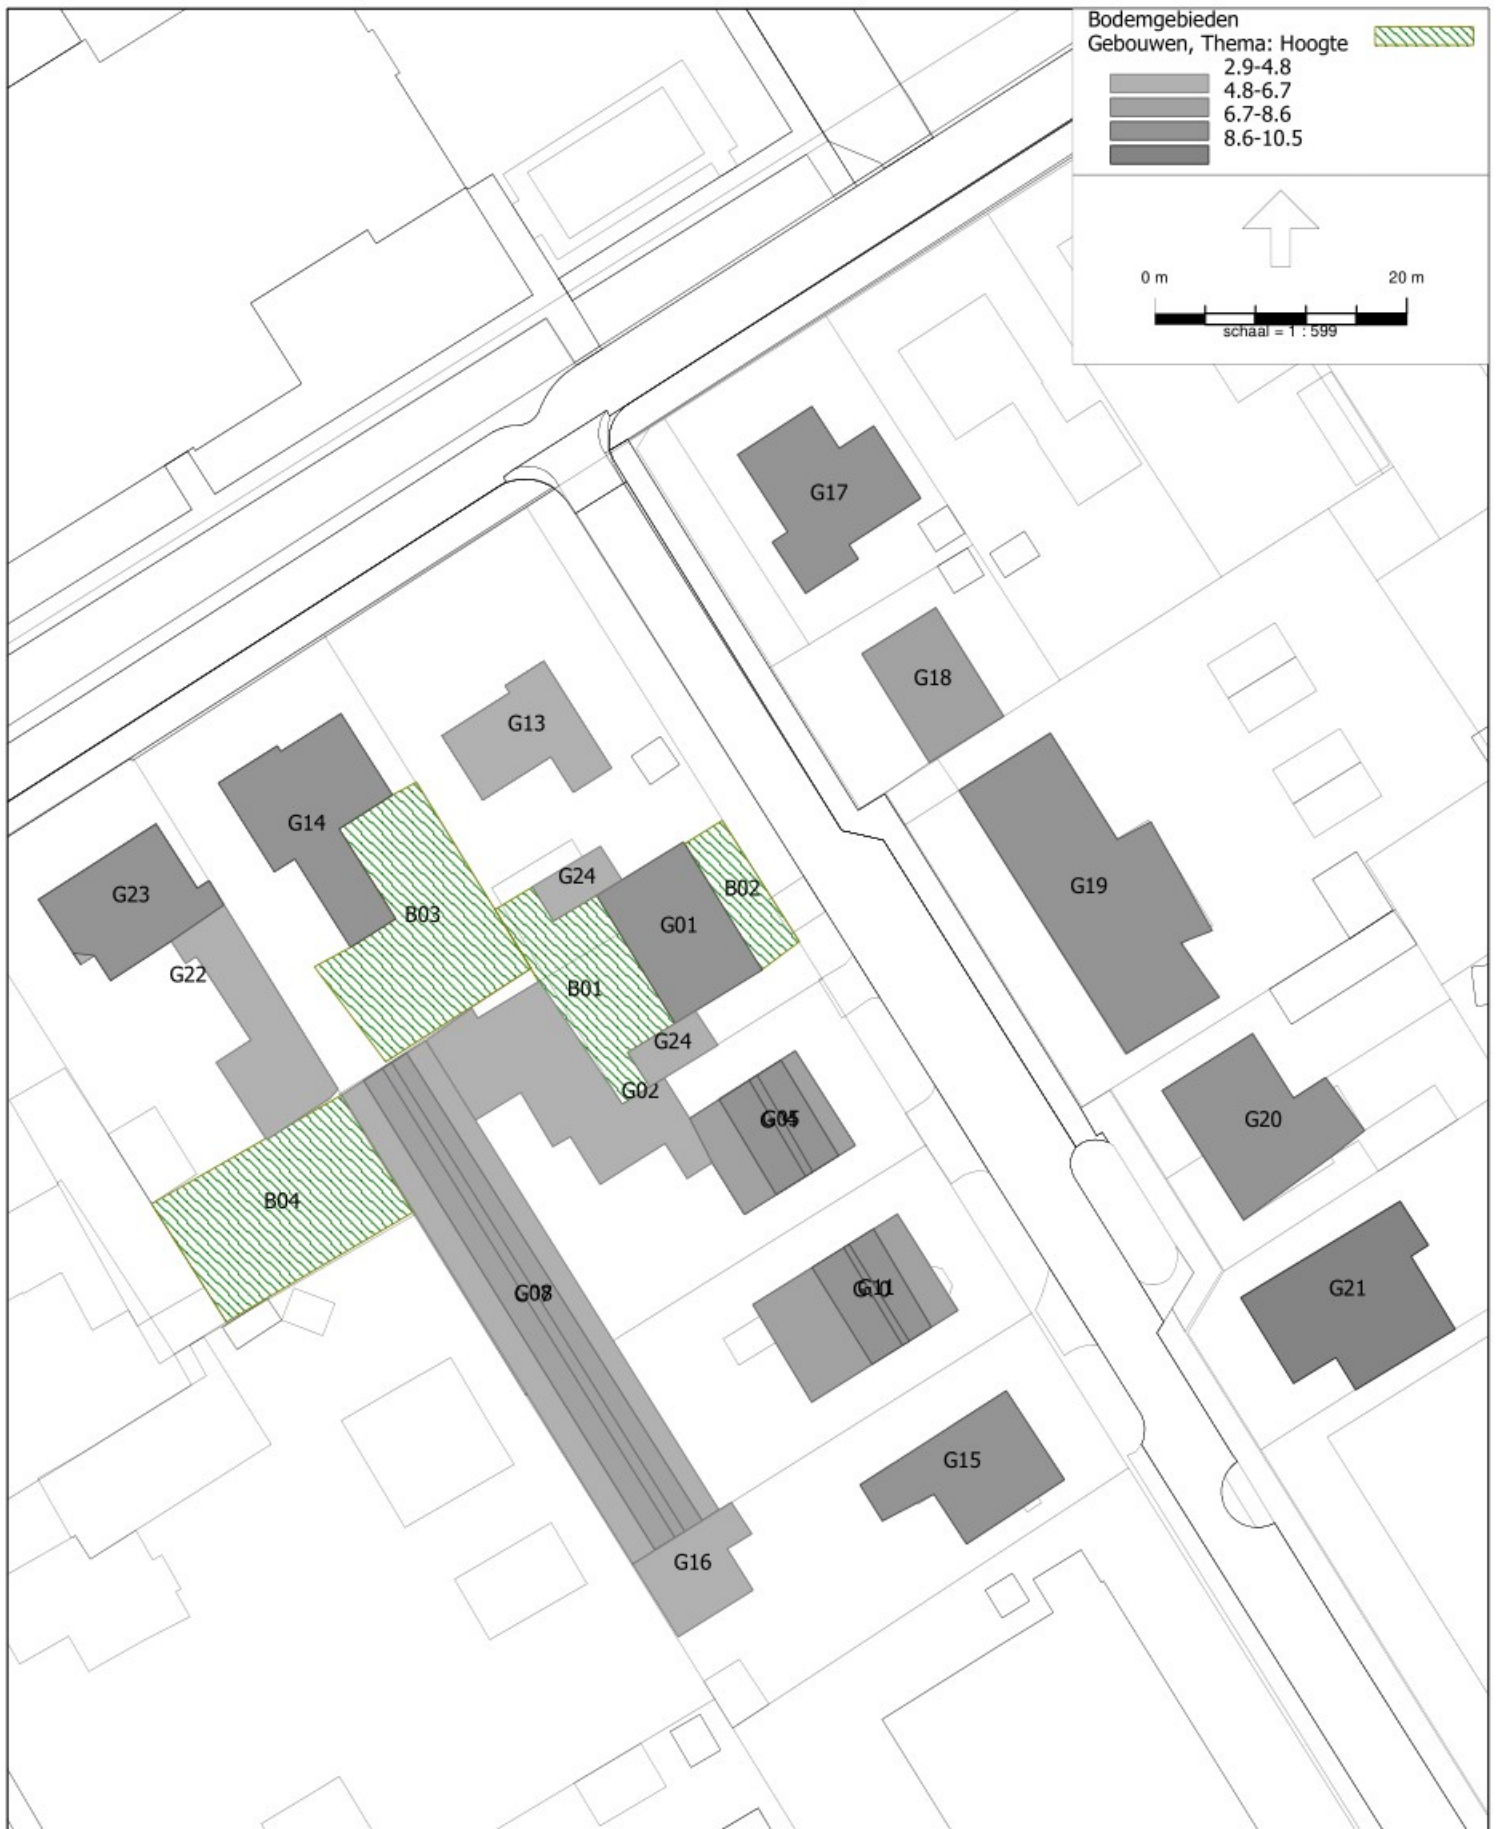 Bodemgebieden
Gebouwen, Thema: Hoogte
2.9-4.8
4.8-6.7
6.7-8.6
8.6-10.5
0 m 20 m
schaal = 1 : 599
G17
G18
G13
G14
G19
G23
G24
B02
B03
G01
G22
B01
G24
G02
G20
B04
G21
G11
G15
G16